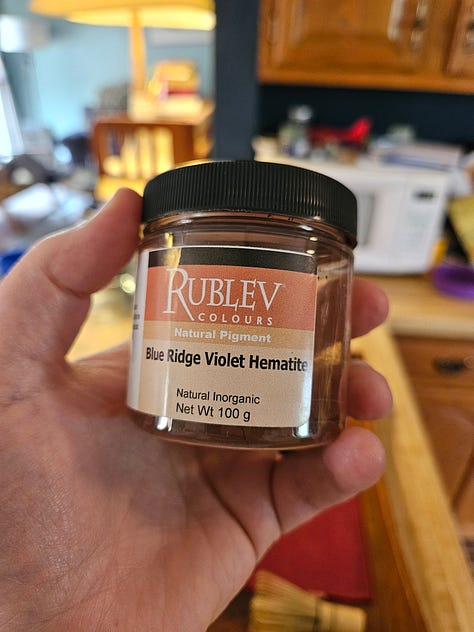 RUBLEV
COLOURS
Natural Pigment
Blue Ridge Violet Hematite
Natural Inorganic
Net Wt 100 g